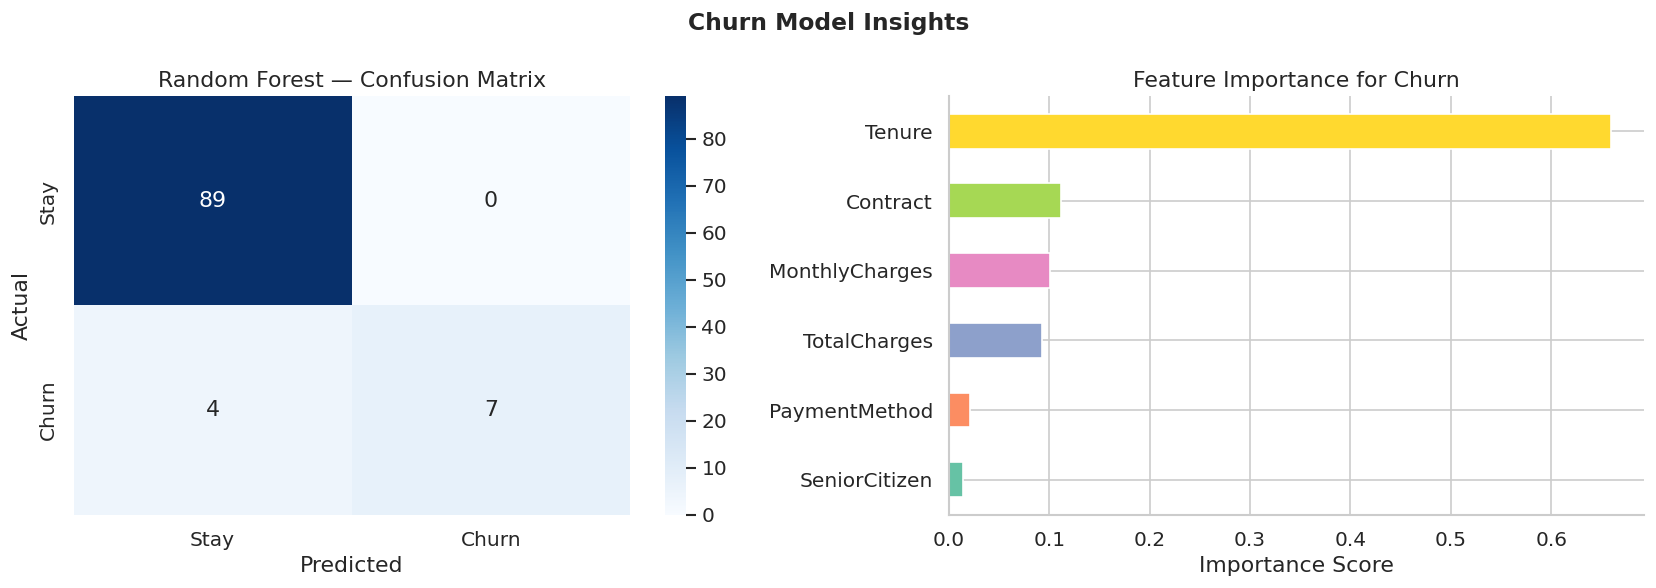 Churn Model Insights
Random Forest — Confusion Matrix
Actual
Stay
Churn
89
0
4
7
Stay
Churn
Predicted
80
70
60
50
40
30
20
10
0
Feature Importance for Churn
Tenure
Contract
MonthlyCharges
TotalCharges
PaymentMethod
SeniorCitizen
0.0 0.1 0.2 0.3 0.4 0.5 0.6
Importance Score